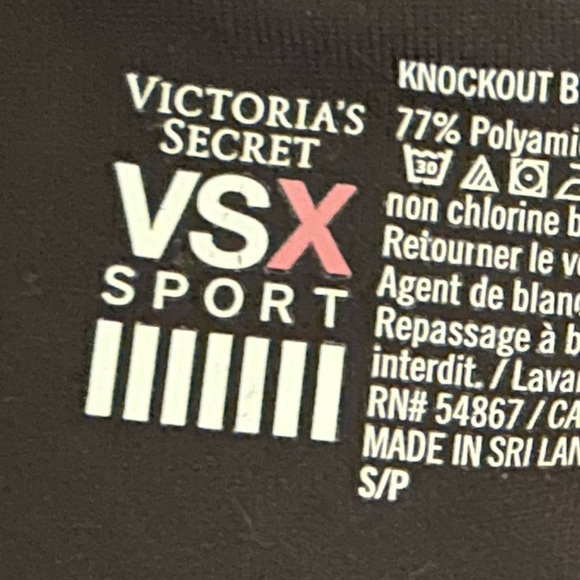 VICTORIA'S
SECRET
VSX
SPORT
KNOCKOUT B
77% Polyami
30
non chlorine b
Retourner le v
Agent de blan
Repassage à b
interdit. / Lava
RN# 54867 / CA
MADE IN SRI LAN
S/P